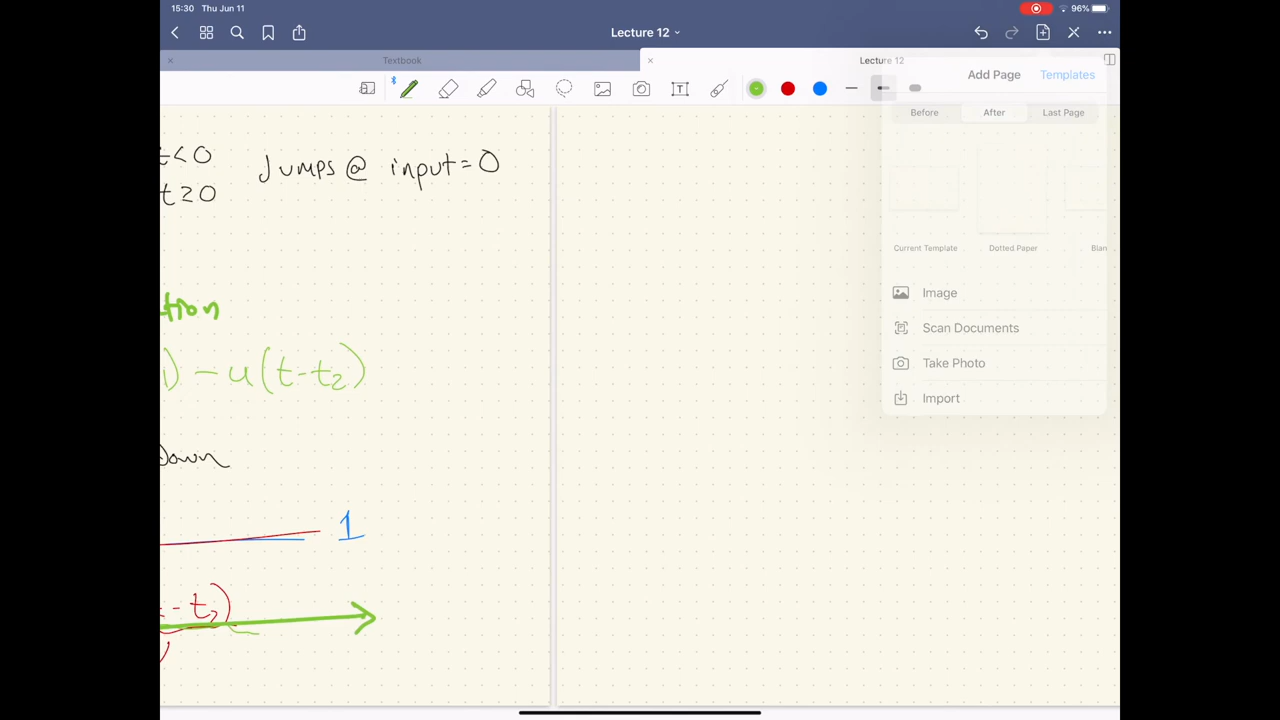 15:30 Thu Jun 11
96%
Lecture 12
Textbook
Lecture 12
Add Page Templates
Before After Last Page
Current Template Dotted Paper Blan
Image
Scan Documents
Take Photo
Import
t<0
t≥0
Jumps @ input=0
tion
) - u(t-t₂)
Down
1
- t₂)